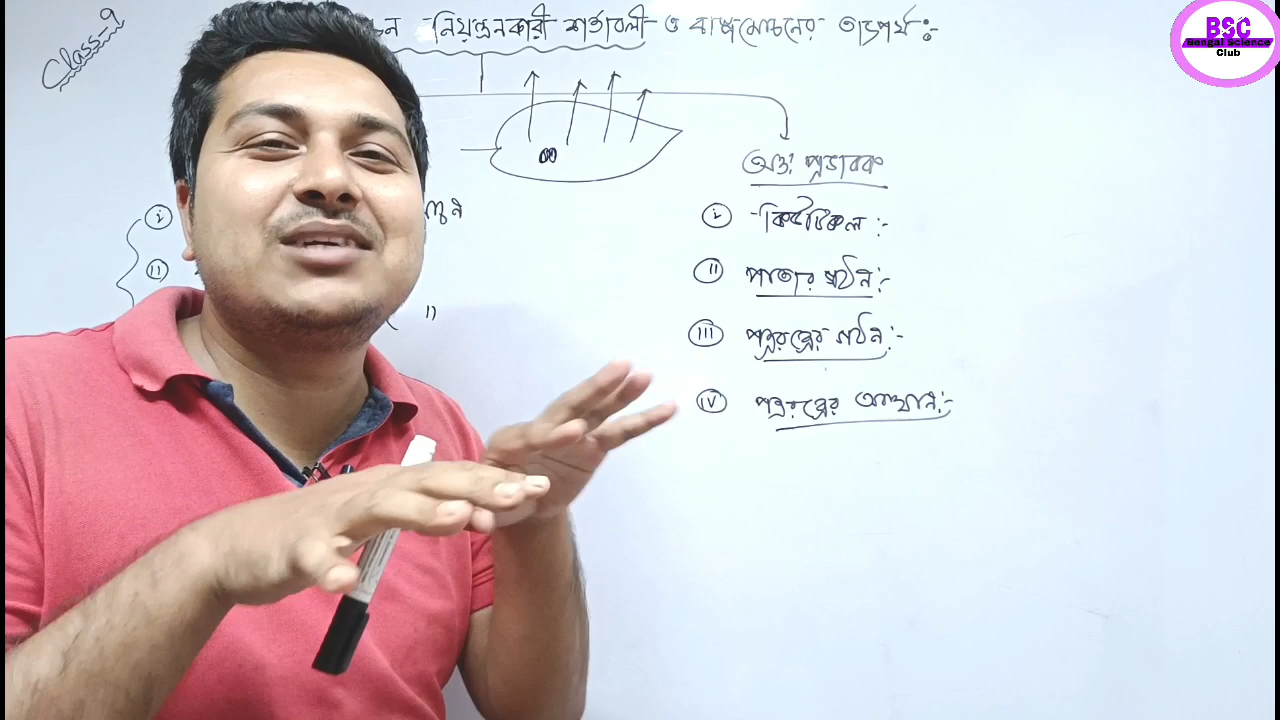 Class-9
নিয়ন্ত্রনকারী শর্তাবলী ও বাষ্পমোচনের তাৎপর্য :-
BSC
Bengal Science
Club
অন্তঃ প্রভাবক
i
i কিউটিকল :-
ii
ii পাতার গঠন :-
iii পত্ররন্ধ্রের গঠন :-
"
iv পত্ররন্ধ্রের অবস্থান :-